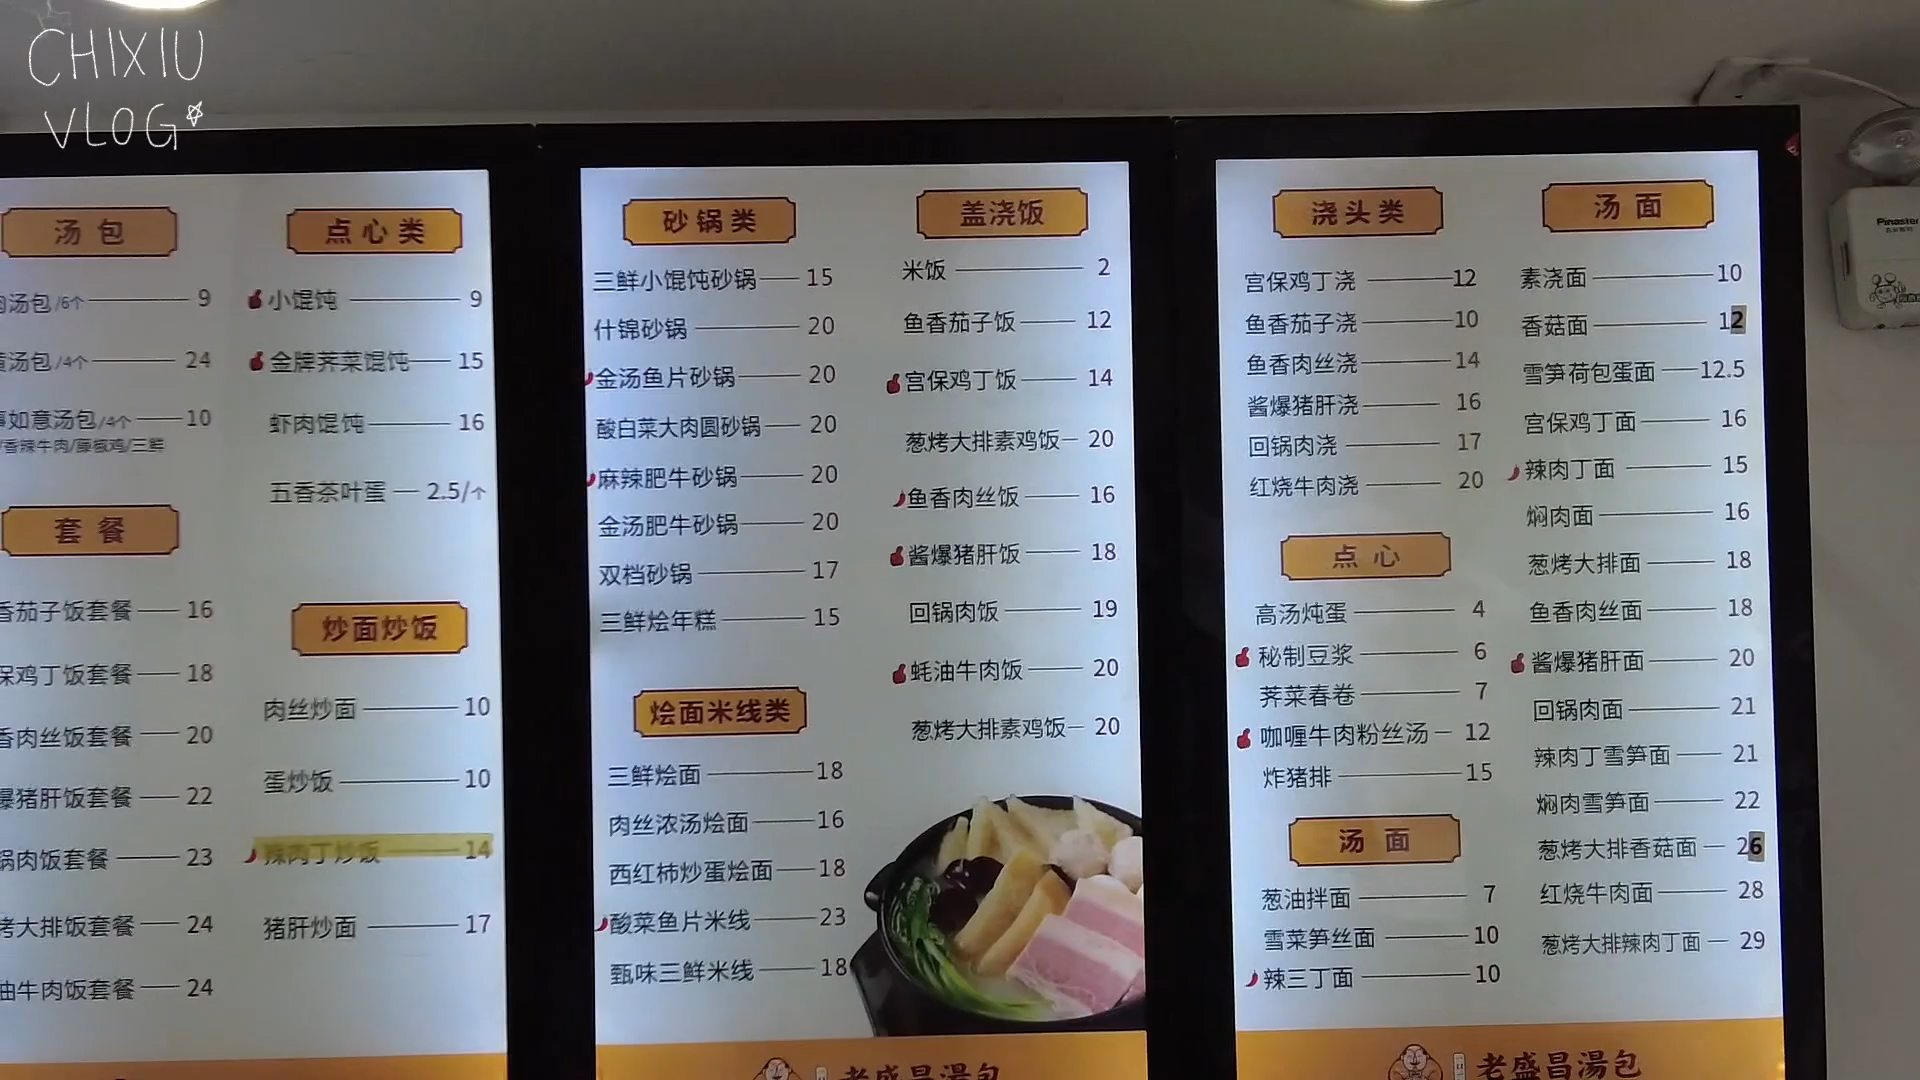 CHIXIU
VLOG
汤包
肉汤包/6个 9
汤包/4个 24
如意汤包/4个 10
/香辣牛肉/藤椒鸡/三鲜
套餐
香茄子饭套餐 16
保鸡丁饭套餐 18
香肉丝饭套餐 20
爆猪肝饭套餐 22
锅肉饭套餐 23
烤大排饭套餐 24
油牛肉饭套餐 24
点心类
小馄饨 9
金牌荠菜馄饨 15
虾肉馄饨 16
五香茶叶蛋 2.5/个
炒面炒饭
肉丝炒面 10
蛋炒饭 10
辣肉丁炒饭 14
猪肝炒面 17
砂锅类
三鲜小馄饨砂锅 15
什锦砂锅 20
金汤鱼片砂锅 20
酸白菜大肉圆砂锅 20
麻辣肥牛砂锅 20
金汤肥牛砂锅 20
双档砂锅 17
三鲜烩年糕 15
烩面米线类
三鲜烩面 18
肉丝浓汤烩面 16
西红柿炒蛋烩面 18
酸菜鱼片米线 23
甄味三鲜米线 18
盖浇饭
米饭 2
鱼香茄子饭 12
宫保鸡丁饭 14
葱烤大排素鸡饭 20
鱼香肉丝饭 16
酱爆猪肝饭 18
回锅肉饭 19
蚝油牛肉饭 20
葱烤大排素鸡饭 20
老盛昌湯包
浇头类
宫保鸡丁浇 12
鱼香茄子浇 10
鱼香肉丝浇 14
酱爆猪肝浇 16
回锅肉浇 17
红烧牛肉浇 20
点心
高汤炖蛋 4
秘制豆浆 6
荠菜春卷 7
咖喱牛肉粉丝汤 12
炸猪排 15
汤面
葱油拌面 7
雪菜笋丝面 10
辣三丁面 10
汤面
素浇面 10
香菇面 12
雪笋荷包蛋面 12.5
宫保鸡丁面 16
辣肉丁面 15
焖肉面 16
葱烤大排面 18
鱼香肉丝面 18
酱爆猪肝面 20
回锅肉面 21
辣肉丁雪笋面 21
焖肉雪笋面 22
葱烤大排香菇面 26
红烧牛肉面 28
葱烤大排辣肉丁面 29
老盛昌湯包
Pinaster